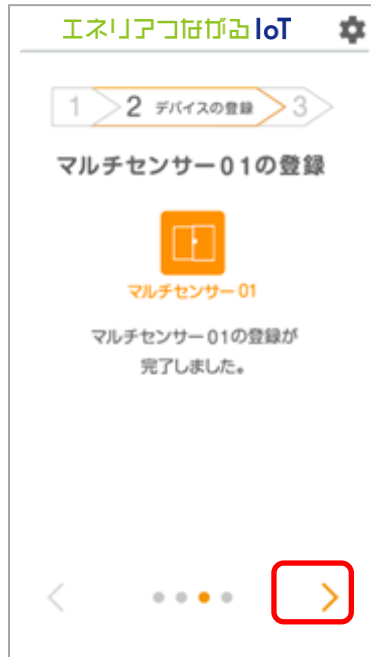 エネリアつながるIoT
1 2 デバイスの登録 3
マルチセンサー01の登録
マルチセンサー01
マルチセンサー01の登録が
完了しました。